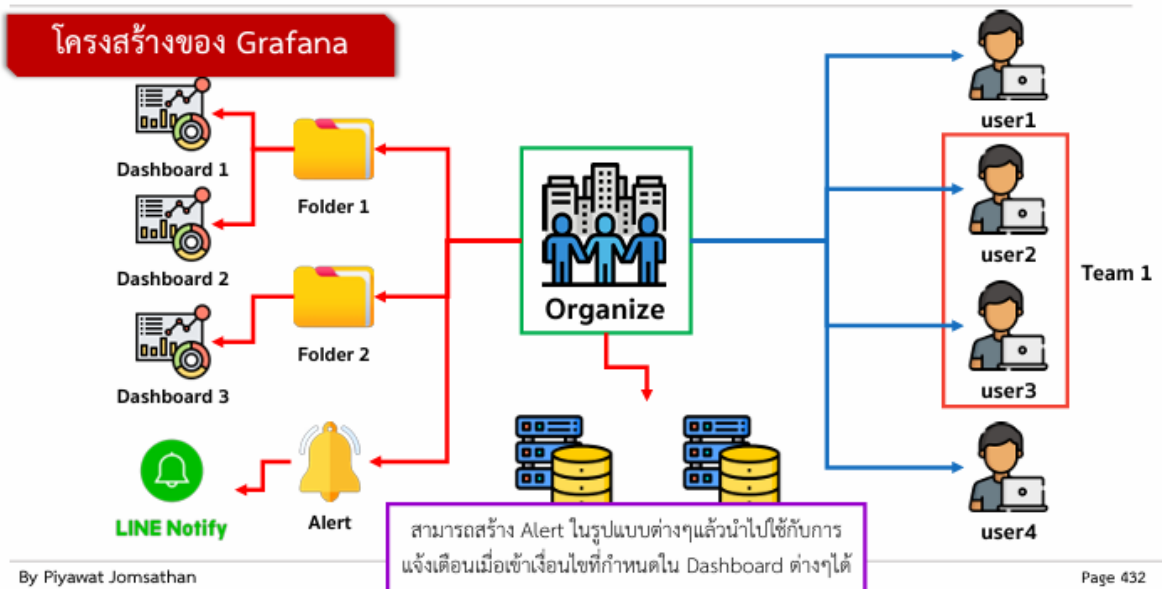 โครงสร้างของ Grafana
Dashboard 1
Dashboard 2
Dashboard 3
Folder 1
Folder 2
LINE Notify
Alert
Organize
user1
user2
user3
user4
Team 1
สามารถสร้าง Alert ในรูปแบบต่างๆแล้วนำไปใช้กับการ
แจ้งเตือนเมื่อเข้าเงื่อนไขที่กำหนดใน Dashboard ต่างๆได้
By Piyawat Jomsathan
Page 432